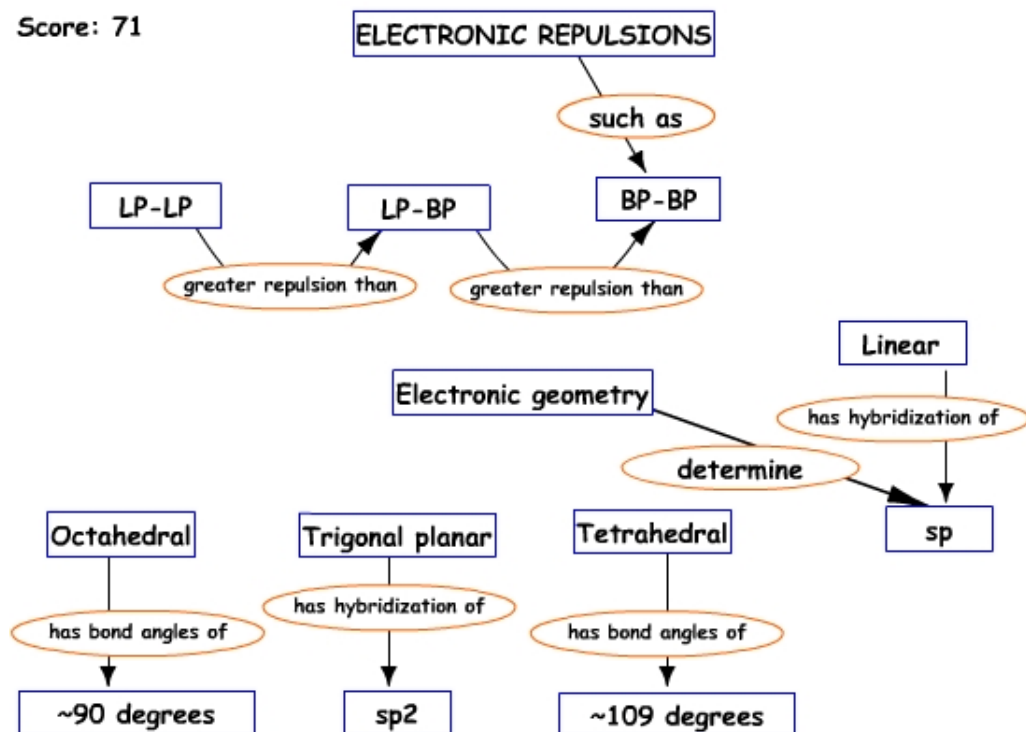 Score: 71
ELECTRONIC REPULSIONS
such as
LP-LP
LP-BP
BP-BP
greater repulsion than
greater repulsion than
Linear
Electronic geometry
has hybridization of
determine
Octahedral
Trigonal planar
Tetrahedral
sp
has bond angles of
has hybridization of
has bond angles of
~90 degrees
sp2
~109 degrees